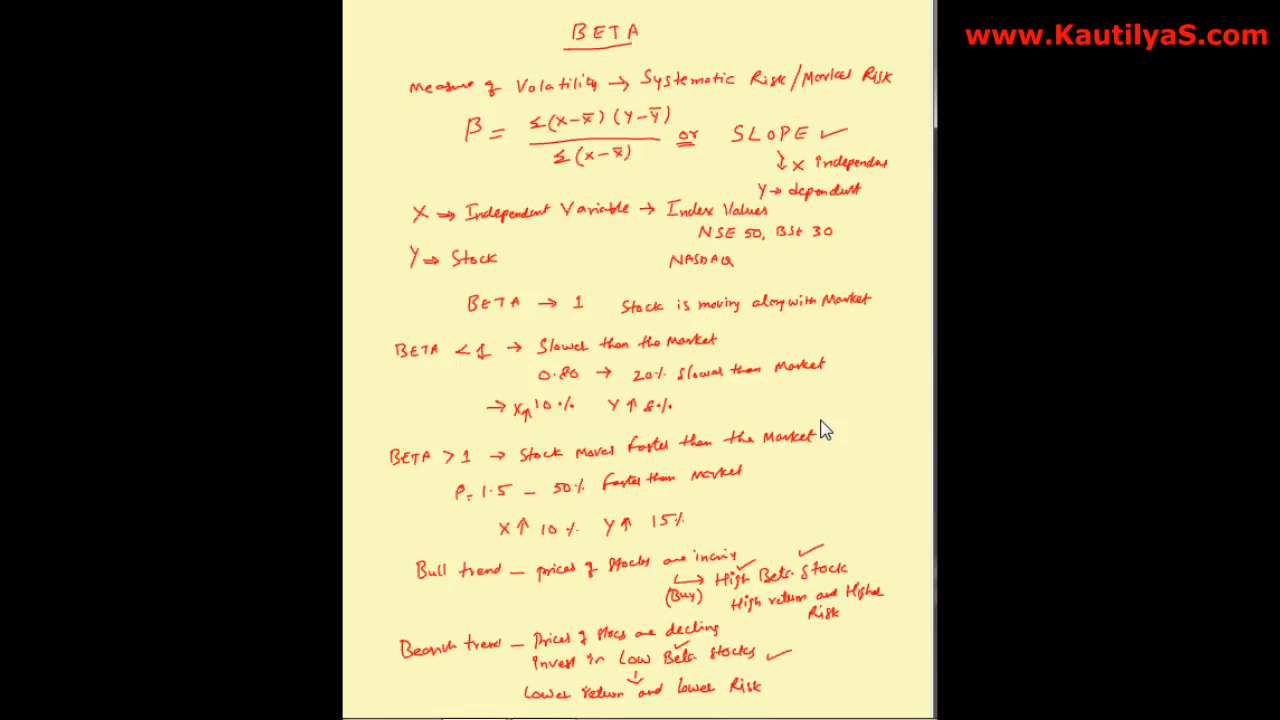 BETA
www.KautilyaS.com
Measure of Volatility → Systematic Risk/Market Risk
β = Σ(X-X̄) (Y-Ȳ) / Σ(X-X̄) or SLOPE ✓
↓ X independent
Y → dependent
X ⇒ Independent Variable → Index Values
NSE 50, BSE 30
Y ⇒ Stock NASDAQ
BETA → 1 Stock is moving along with Market
BETA < 1 → Slower than the Market
0.80 → 20% Slower than Market
→ X↑ 10% Y↑ 8%
BETA > 1 → Stock moves faster than the Market
β = 1.5 – 50% Faster than Market
X↑ 10% Y↑ 15%
Bull trend – prices of stocks are
(Buy) → High Beta Stock ✓
High return and Higher
Risk
trend – Prices of are
Invest in Low Beta Stocks ✓
↓
Lower return and lower Risk